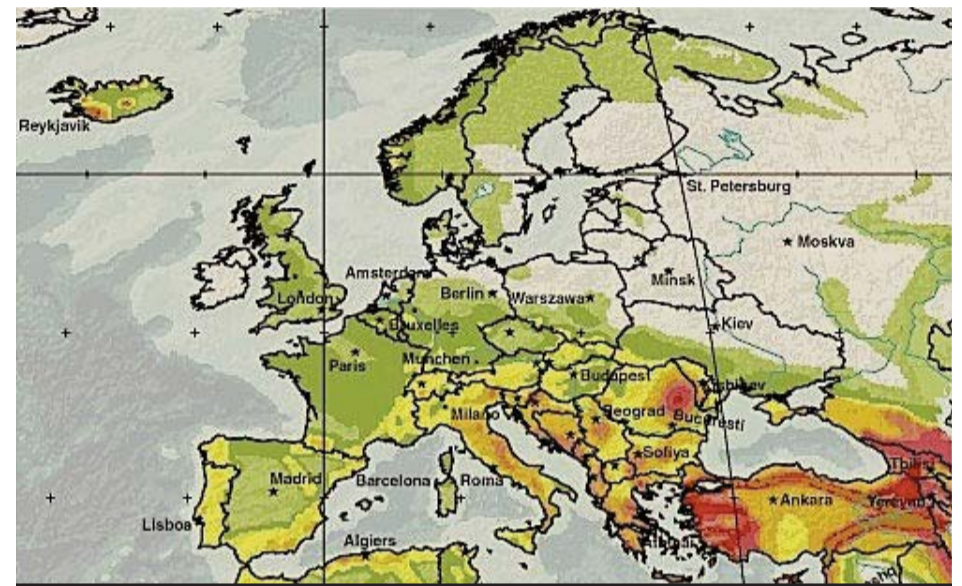 Reykjavik
St. Petersburg
Moskva
Minsk
Amsterdam
London
Berlin
Warszawa
Bruxelles
Kiev
Paris
Munchen
Budapest
Milano
Beograd
Bucuresti
Sofiya
Madrid
Barcelona
Roma
Ankara
Tbilisi
Yerevan
Lisboa
Algiers